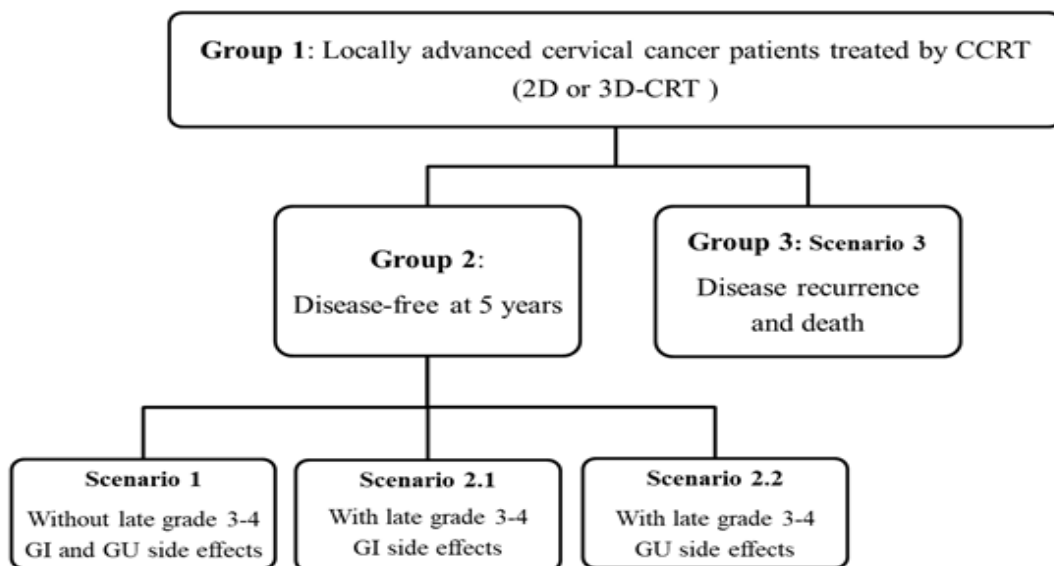 Group 1: Locally advanced cervical cancer patients treated by CCRT
(2D or 3D-CRT )
Group 2:
Disease-free at 5 years
Group 3: Scenario 3
Disease recurrence
and death
Scenario 1
Without late grade 3-4
GI and GU side effects
Scenario 2.1
With late grade 3-4
GI side effects
Scenario 2.2
With late grade 3-4
GU side effects